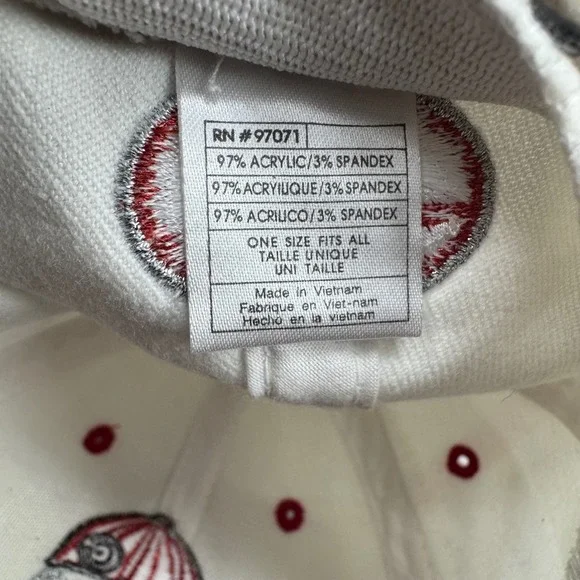 RN #97071
97% ACRYLIC/3% SPANDEX
97% ACRYIIQUE/3% SPANDEX
97% ACRILICO/3% SPANDEX
ONE SIZE FITS ALL
TAILLE UNIQUE
UNI TAILLE
Made in Vietnam
Fabrique en Viet-nam
Hecho en la vietnam